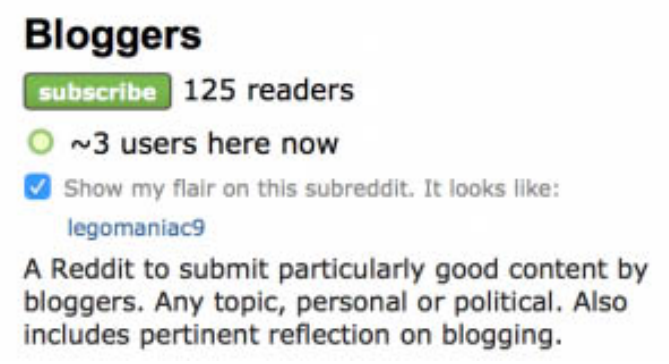 Bloggers
subscribe 125 readers
~3 users here now
Show my flair on this subreddit. It looks like:
legomaniac9
A Reddit to submit particularly good content by
bloggers. Any topic, personal or political. Also
includes pertinent reflection on blogging.